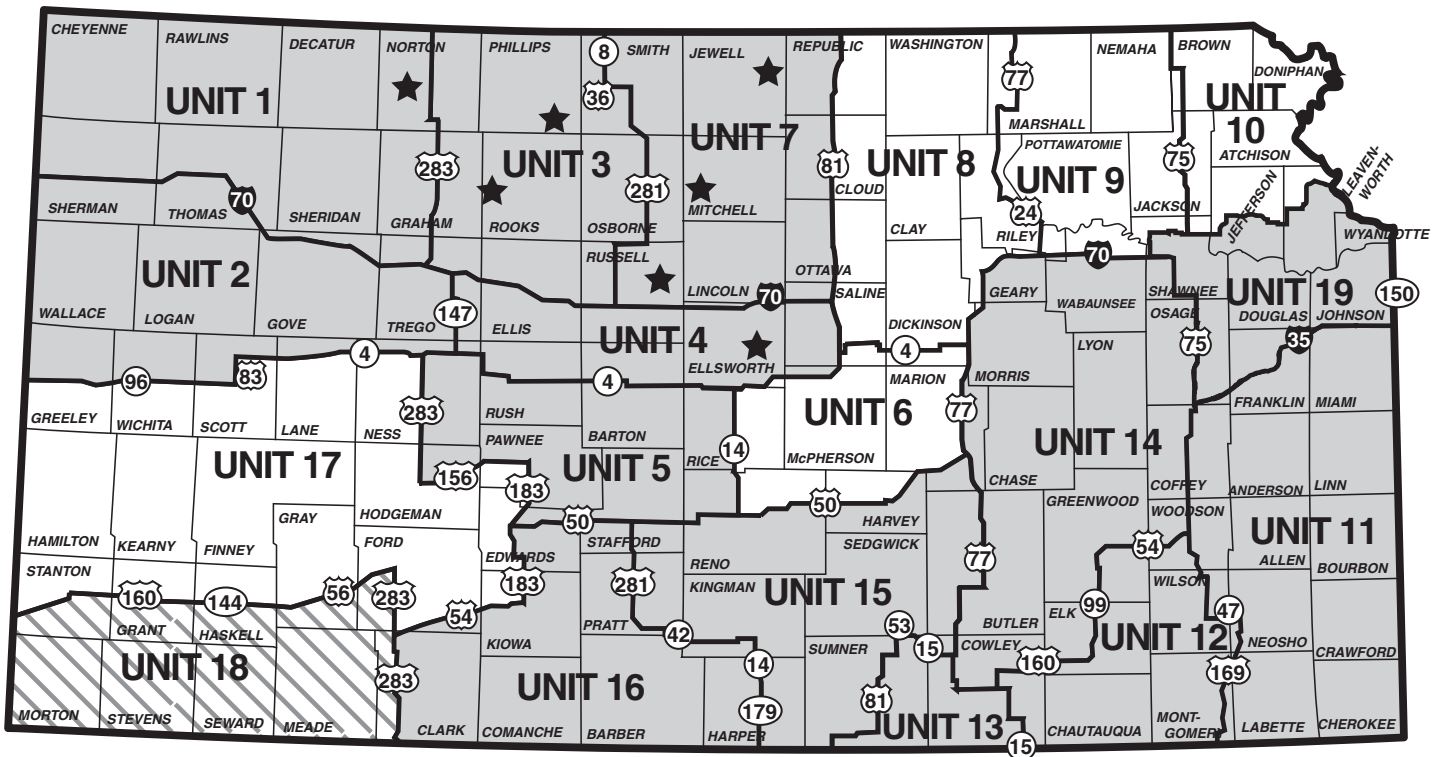 CHEYENNE
RAWLINS
DECATUR
NORTON
PHILLIPS
8
SMITH
JEWELL
REPUBLIC
WASHINGTON
77
NEMAHA
BROWN
DONIPHAN
36
UNIT 1
UNIT 3
UNIT 7
MARSHALL
UNIT
10
283
281
81
UNIT 8
POTTAWATOMIE
UNIT 9
75
ATCHISON
LEAVEN-
WORTH
CLOUD
SHERMAN
THOMAS
70
SHERIDAN
GRAHAM
ROOKS
OSBORNE
MITCHELL
CLAY
24
RILEY
JACKSON
JEFFERSON
WYANDOTTE
UNIT 2
RUSSELL
LINCOLN
70
OTTAWA
SALINE
70
WALLACE
LOGAN
GOVE
TREGO
147
ELLIS
UNIT 4
DICKINSON
GEARY
WABAUNSEE
SHAWNEE
OSAGE
UNIT 19
DOUGLAS
JOHNSON
150
96
83
4
4
ELLSWORTH
4
LYON
75
35
MARION
MORRIS
GREELEY
WICHITA
SCOTT
LANE
NESS
283
RUSH
BARTON
UNIT 6
77
FRANKLIN
MIAMI
PAWNEE
RICE
14
McPHERSON
UNIT 14
UNIT 17
156
183
UNIT 5
CHASE
COFFREY
ANDERSON
LINN
GRAY
HODGEMAN
50
50
GREENWOOD
WOODSON
HAMILTON
KEARNY
FINNEY
FORD
EDWARDS
STAFFORD
HARVEY
UNIT 11
STANTON
RENO
SEDGWICK
77
54
ALLEN
BOURBON
160
144
56
283
183
281
KINGMAN
UNIT 15
WILSON
GRANT
HASKELL
54
PRATT
42
53
BUTLER
ELK
99
47
UNIT 12
NEOSHO
CRAWFORD
UNIT 18
283
KIOWA
14
SUMNER
15
COWLEY
160
169
UNIT 16
MORTON
STEVENS
SEWARD
MEADE
CLARK
COMANCHE
BARBER
179
HARPER
81
UNIT 13
15
CHAUTAUQUA
MONT-
GOMERY
LABETTE
CHEROKEE